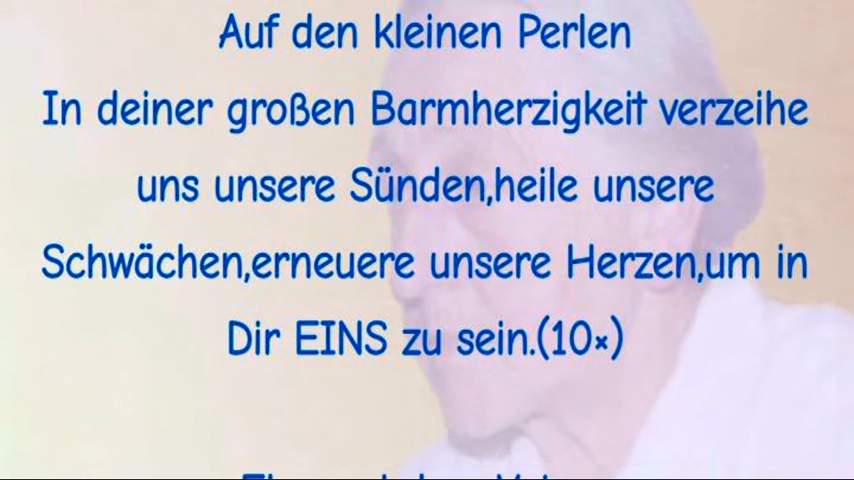 Auf den kleinen Perlen
In deiner großen Barmherzigkeit verzeihe
uns unsere Sünden,heile unsere
Schwächen,erneuere unsere Herzen,um in
Dir EINS zu sein.(10×)